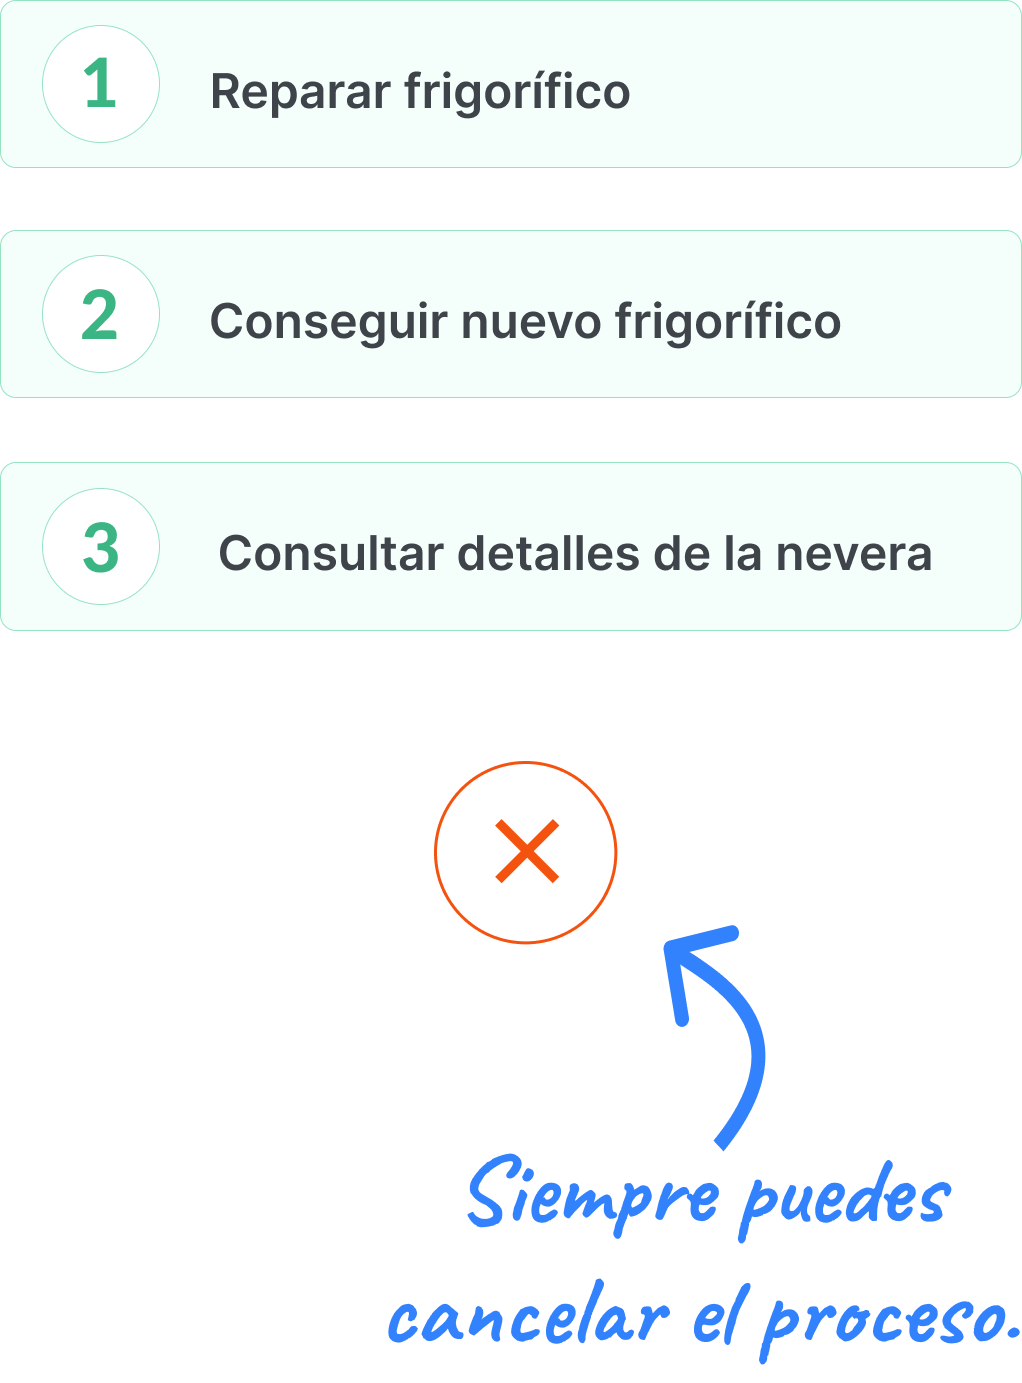 1 Reparar frigorífico
2 Conseguir nuevo frigorífico
3 Consultar detalles de la nevera
Siempre puedes
cancelar el proceso.